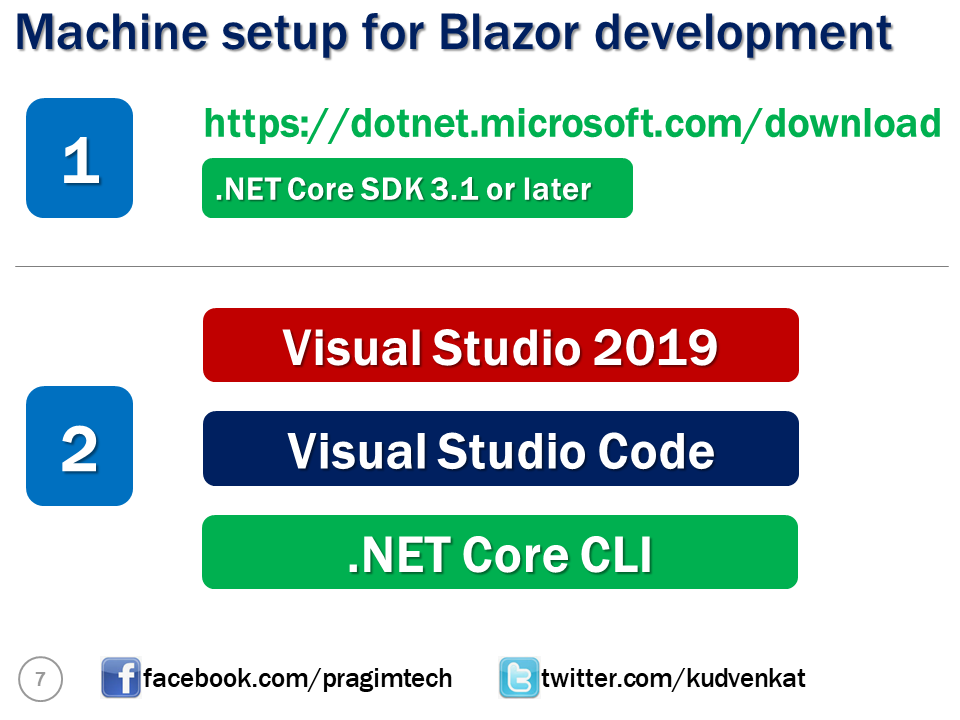 Machine setup for Blazor development
1
https://dotnet.microsoft.com/download
.NET Core SDK 3.1 or later
Visual Studio 2019
2
Visual Studio Code
.NET Core CLI
7
facebook.com/pragimtech
twitter.com/kudvenkat